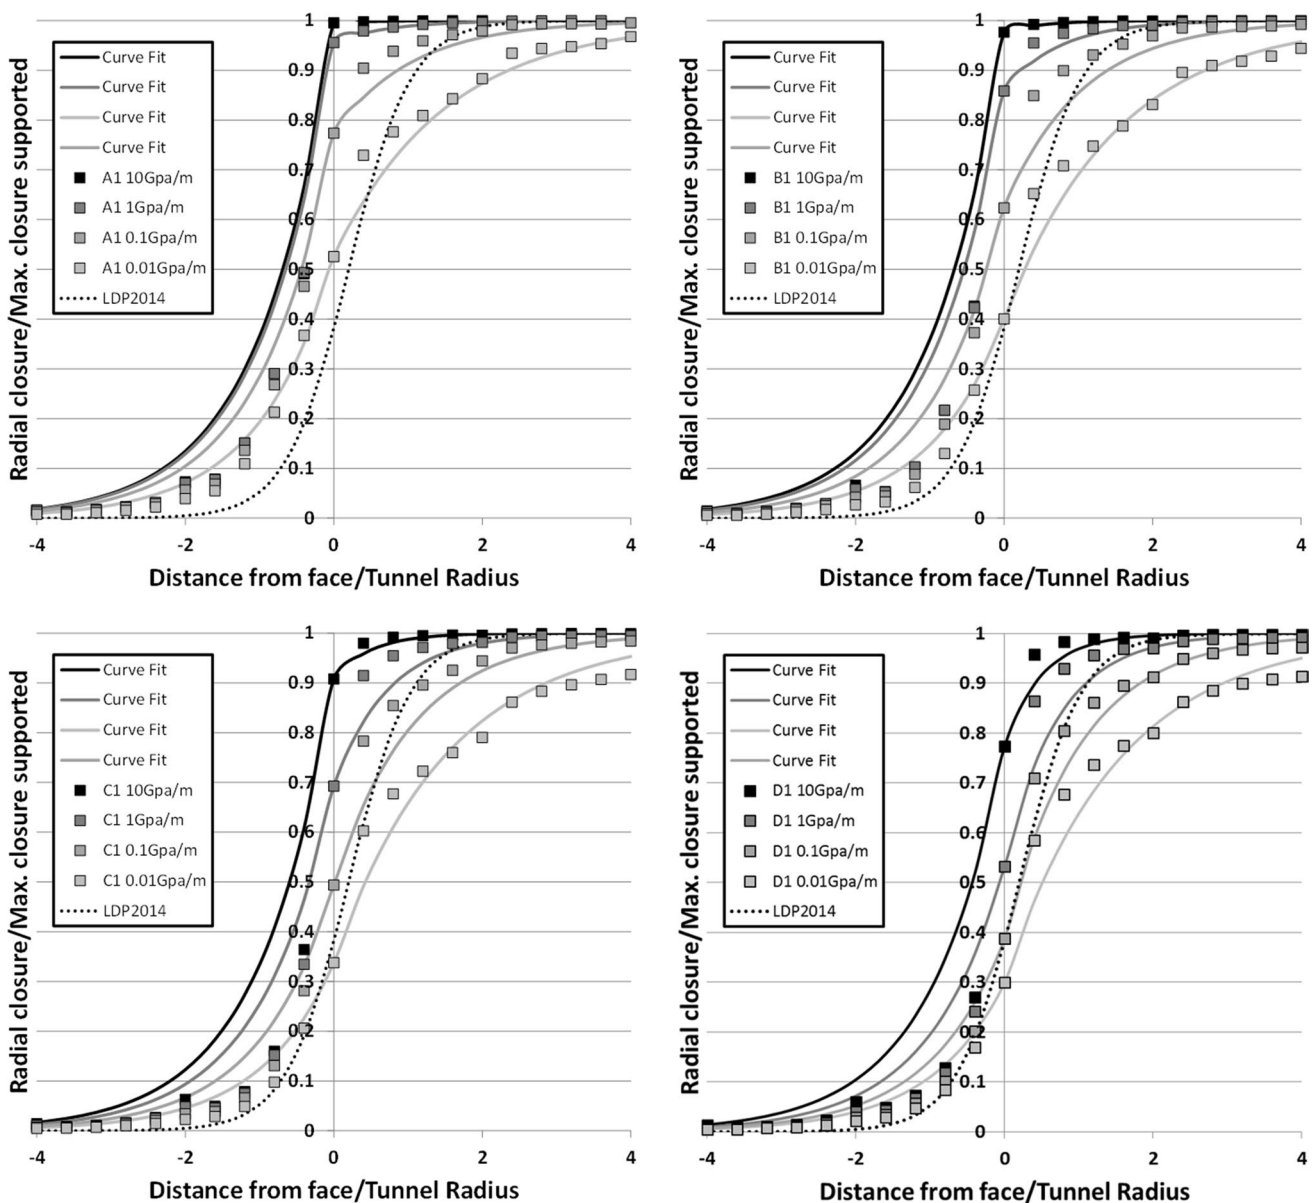 Radial closure/Max. closure supported
1
0.9
0.8
0.7
0.6
0.5
0.4
0.3
0.2
0.1
0
Curve Fit
Curve Fit
Curve Fit
Curve Fit
A1 10Gpa/m
A1 1Gpa/m
A1 0.1Gpa/m
A1 0.01Gpa/m
LDP2014
-4 -2 0 2 4
Distance from face/Tunnel Radius
Radial closure/Max. closure supported
1
0.9
0.8
0.7
0.6
0.5
0.4
0.3
0.2
0.1
0
Curve Fit
Curve Fit
Curve Fit
Curve Fit
B1 10Gpa/m
B1 1Gpa/m
B1 0.1Gpa/m
B1 0.01Gpa/m
LDP2014
-4 -2 0 2 4
Distance from face/Tunnel Radius
Radial closure/Max. closure supported
1
0.9
0.8
0.7
0.6
0.5
0.4
0.3
0.2
0.1
0
Curve Fit
Curve Fit
Curve Fit
Curve Fit
C1 10Gpa/m
C1 1Gpa/m
C1 0.1Gpa/m
C1 0.01Gpa/m
LDP2014
-4 -2 0 2 4
Distance from face/Tunnel Radius
Radial closure/Max. closure supported
1
0.9
0.8
0.7
0.6
0.5
0.4
0.3
0.2
0.1
0
Curve Fit
Curve Fit
Curve Fit
Curve Fit
D1 10Gpa/m
D1 1Gpa/m
D1 0.1Gpa/m
D1 0.01Gpa/m
LDP2014
-4 -2 0 2 4
Distance from face/Tunnel Radius